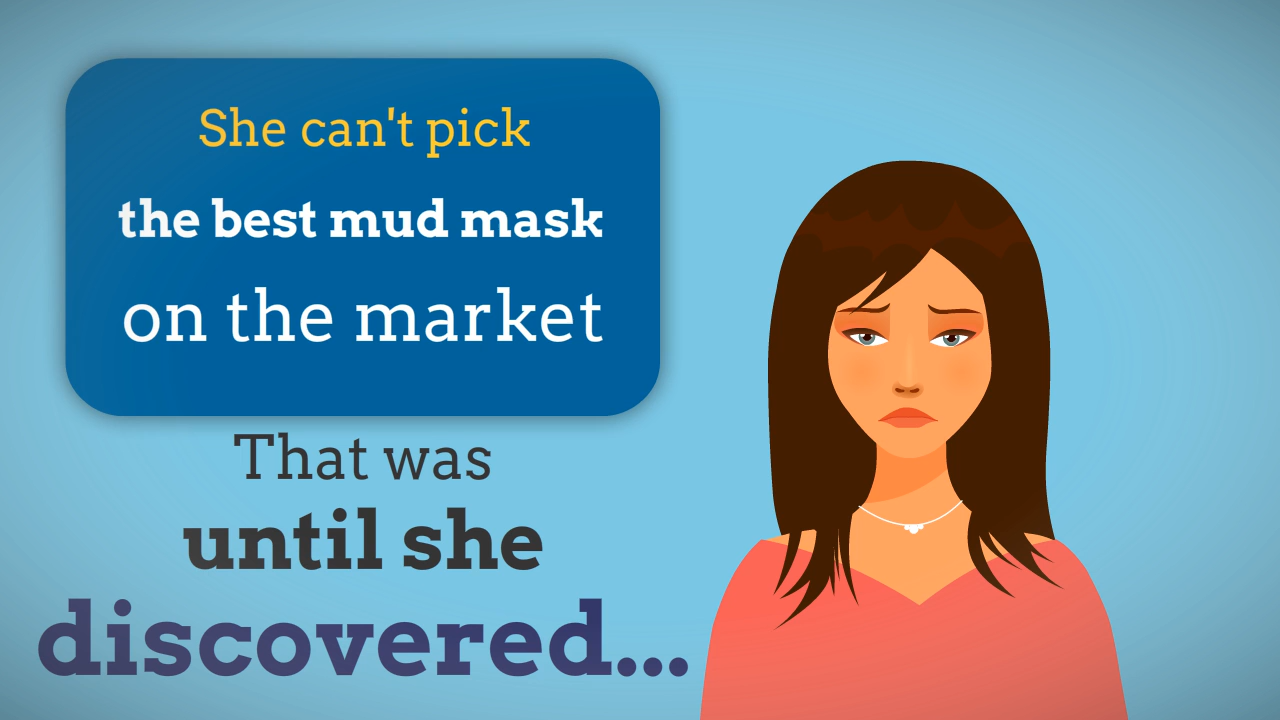 She can't pick
the best mud mask
on the market
That was
until she
discovered...